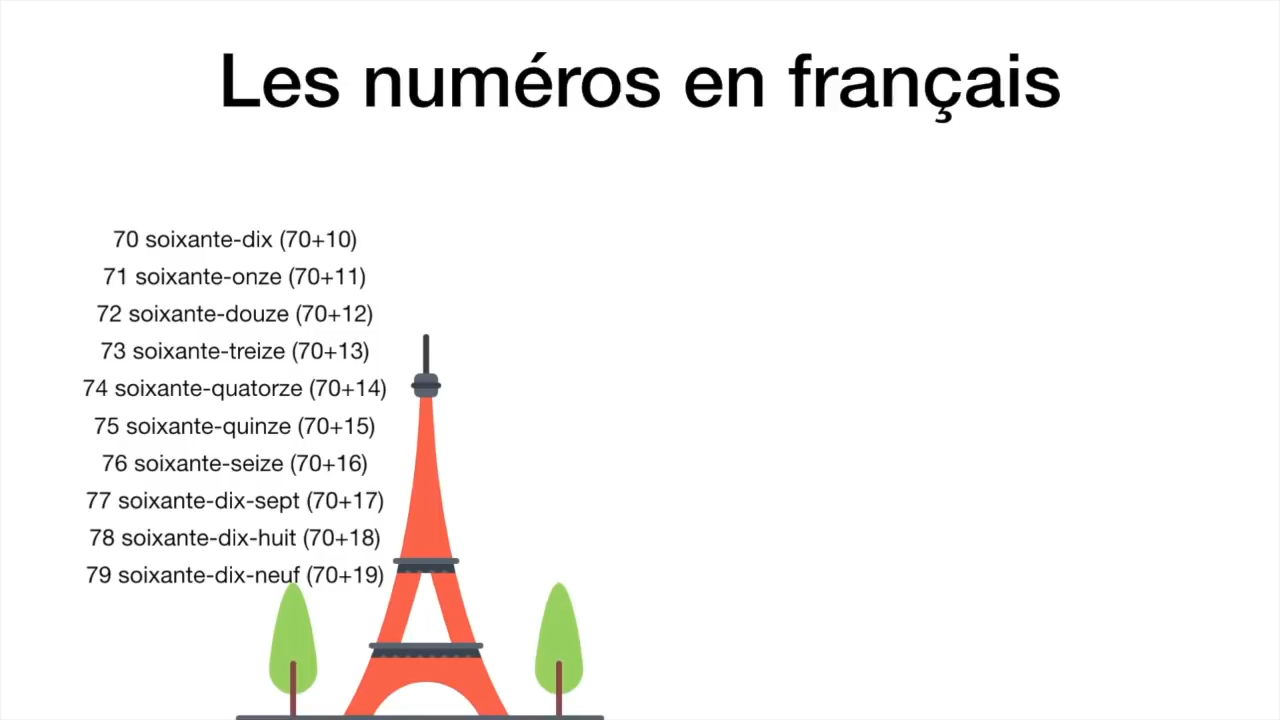 Les numéros en français
70 soixante-dix (70+10)
71 soixante-onze (70+11)
72 soixante-douze (70+12)
73 soixante-treize (70+13)
74 soixante-quatorze (70+14)
75 soixante-quinze (70+15)
76 soixante-seize (70+16)
77 soixante-dix-sept (70+17)
78 soixante-dix-huit (70+18)
79 soixante-dix-neuf (70+19)